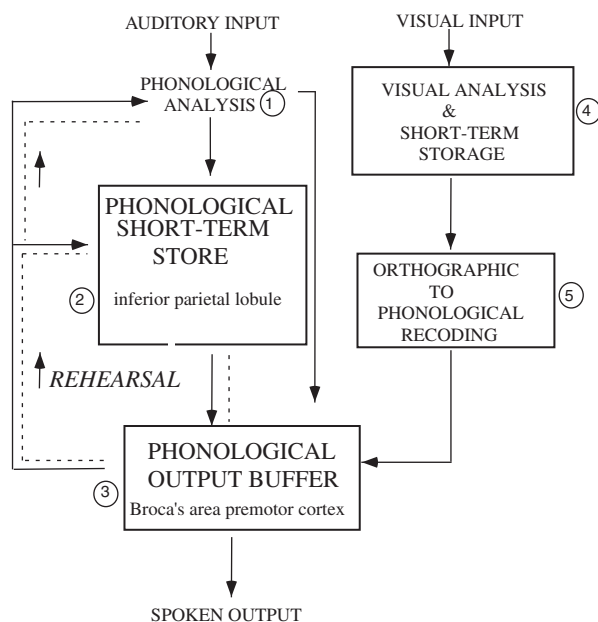 AUDITORY INPUT
PHONOLOGICAL
ANALYSIS 1
PHONOLOGICAL
SHORT-TERM
STORE
inferior parietal lobule
2
REHEARSAL
PHONOLOGICAL
OUTPUT BUFFER
Broca's area premotor cortex
3
SPOKEN OUTPUT
VISUAL INPUT
VISUAL ANALYSIS
&
SHORT-TERM
STORAGE
4
ORTHOGRAPHIC
TO
PHONOLOGICAL
RECODING
5